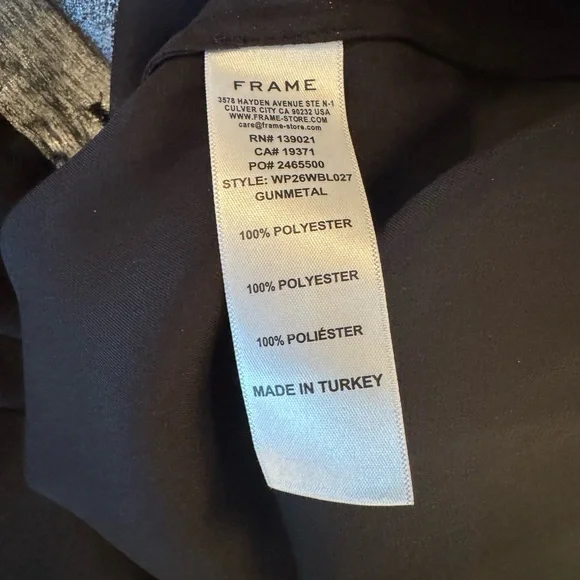 FRAME
3578 HAYDEN AVENUE STE N-1
CULVER CITY CA 90232 USA
WWW.FRAME-STORE.COM
care@frame-store.com
RN# 139021
CA# 19371
PO# 2465500
STYLE: WP26WBL027
GUNMETAL
100% POLYESTER
100% POLYESTER
100% POLIÉSTER
MADE IN TURKEY